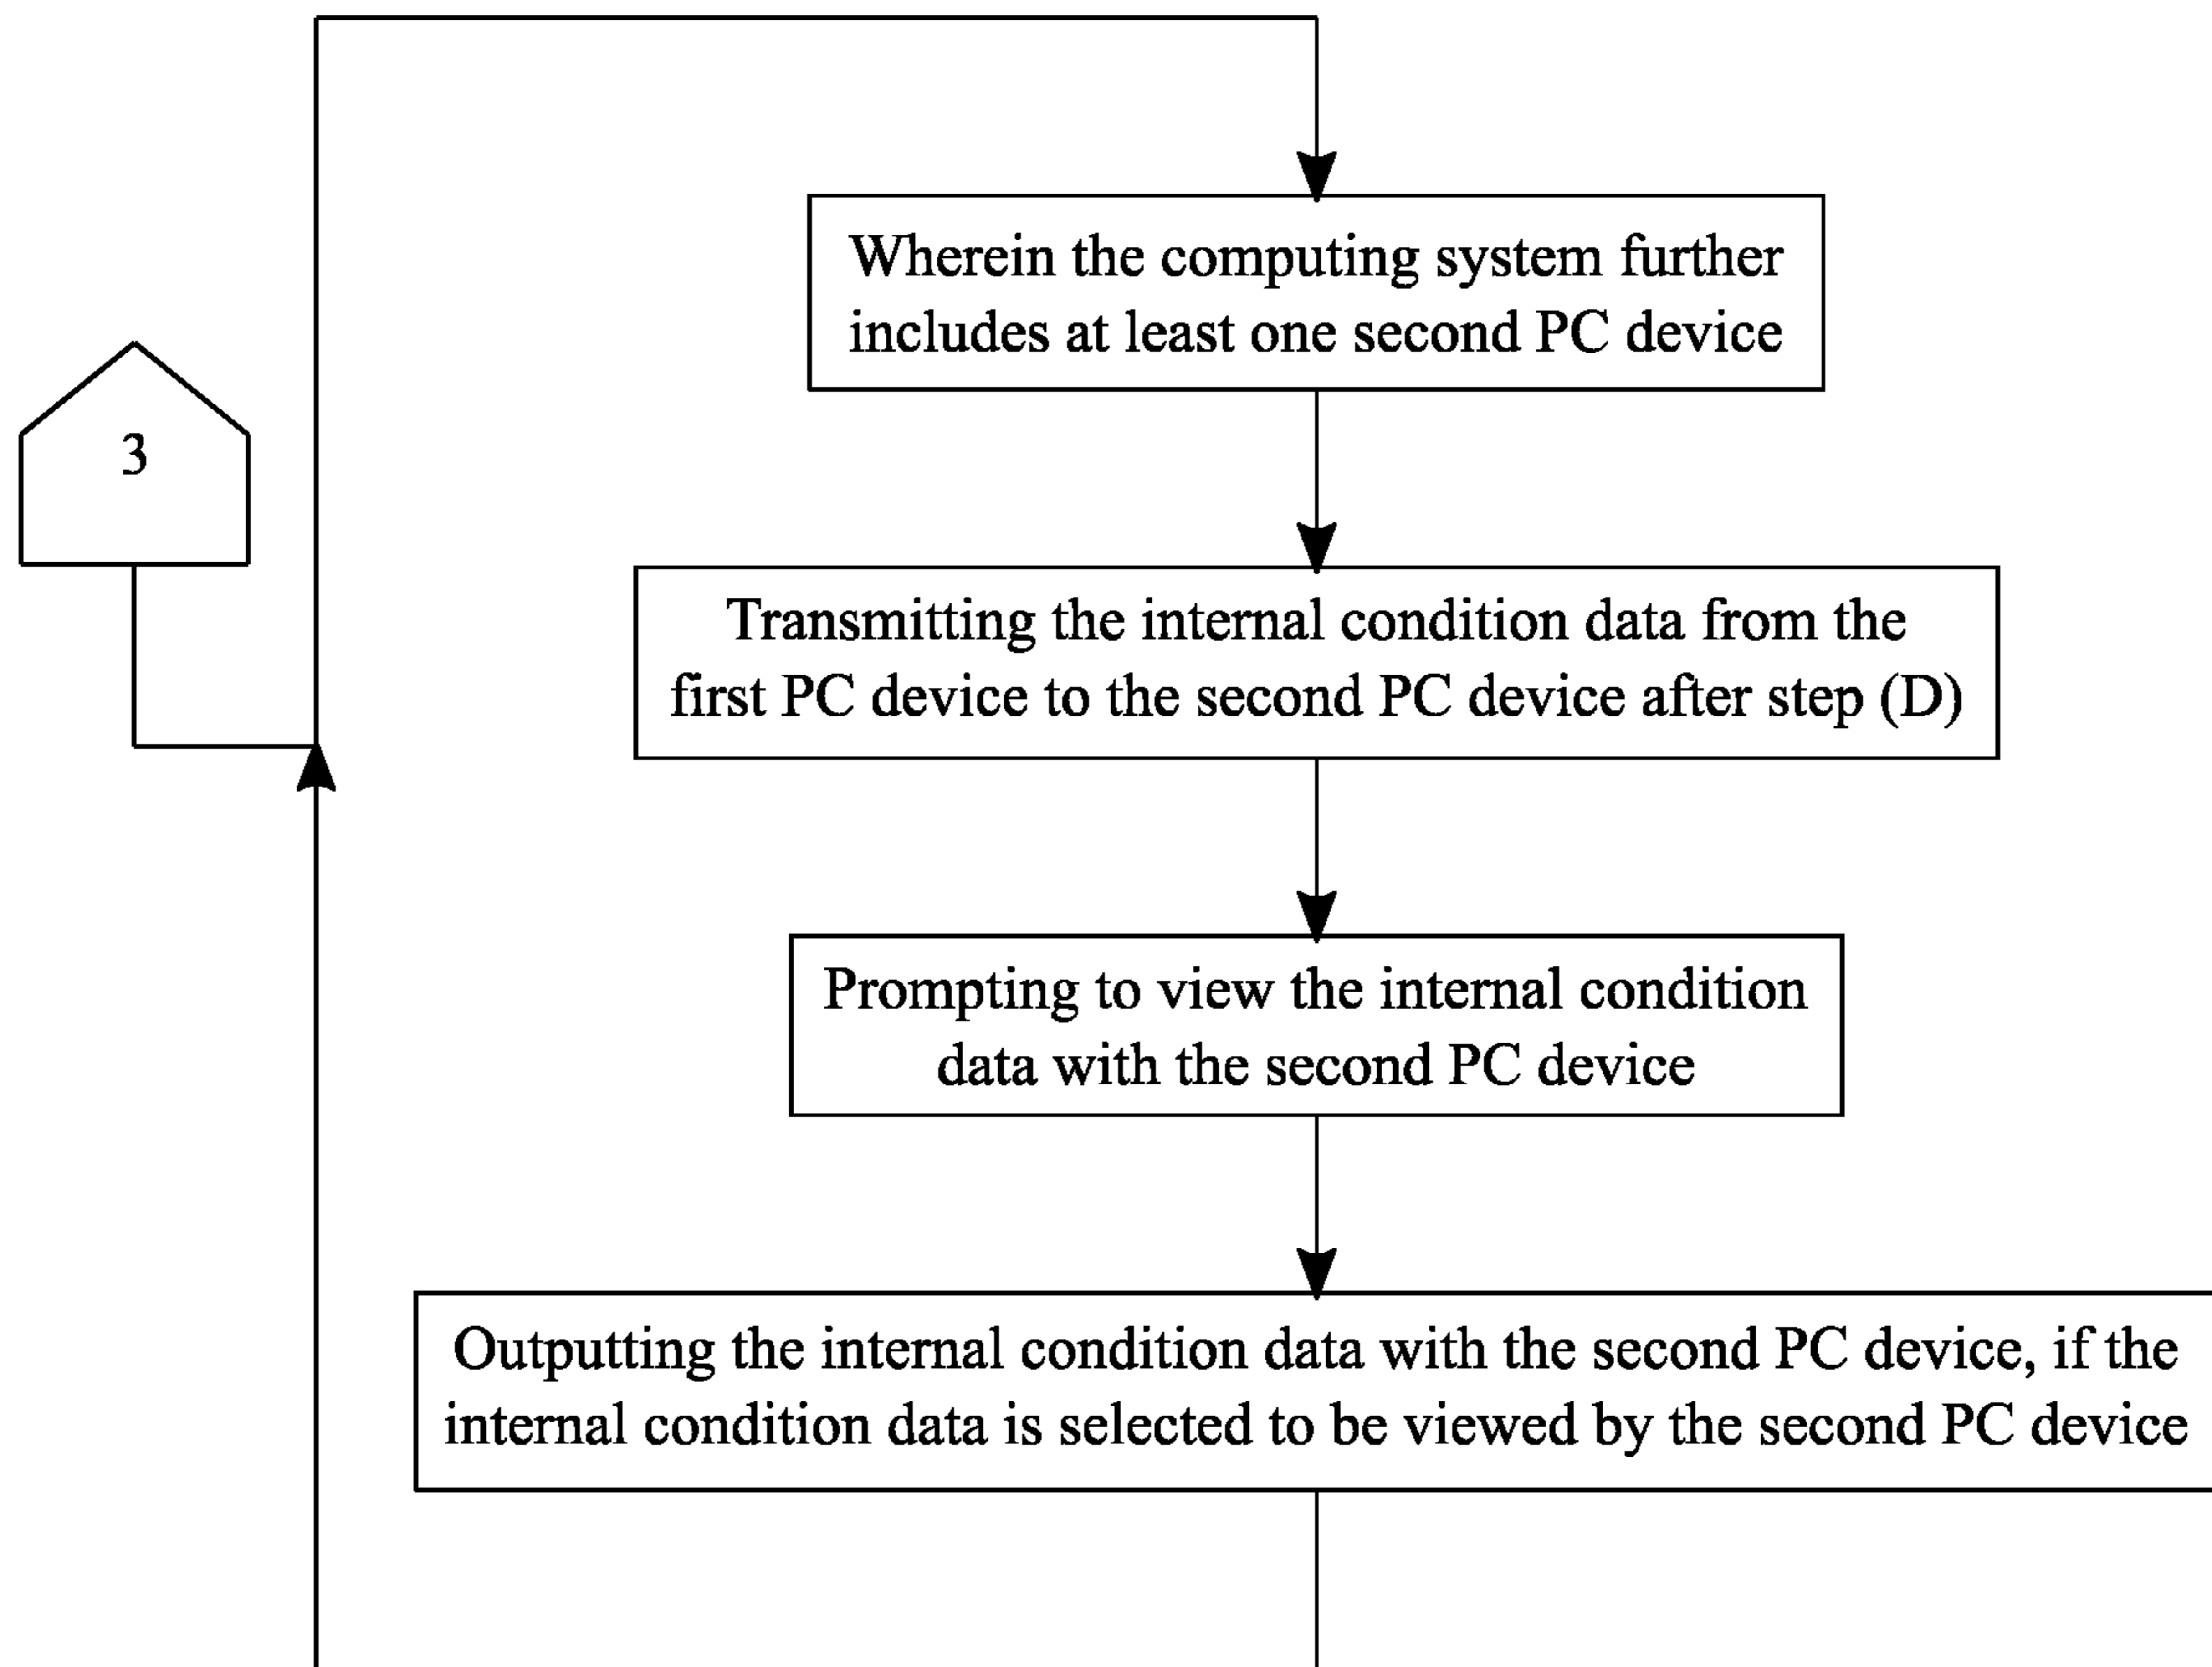 3
Wherein the computing system further
includes at least one second PC device
Transmitting the internal condition data from the
first PC device to the second PC device after step (D)
Prompting to view the internal condition
data with the second PC device
Outputting the internal condition data with the second PC device, if the
internal condition data is selected to be viewed by the second PC device